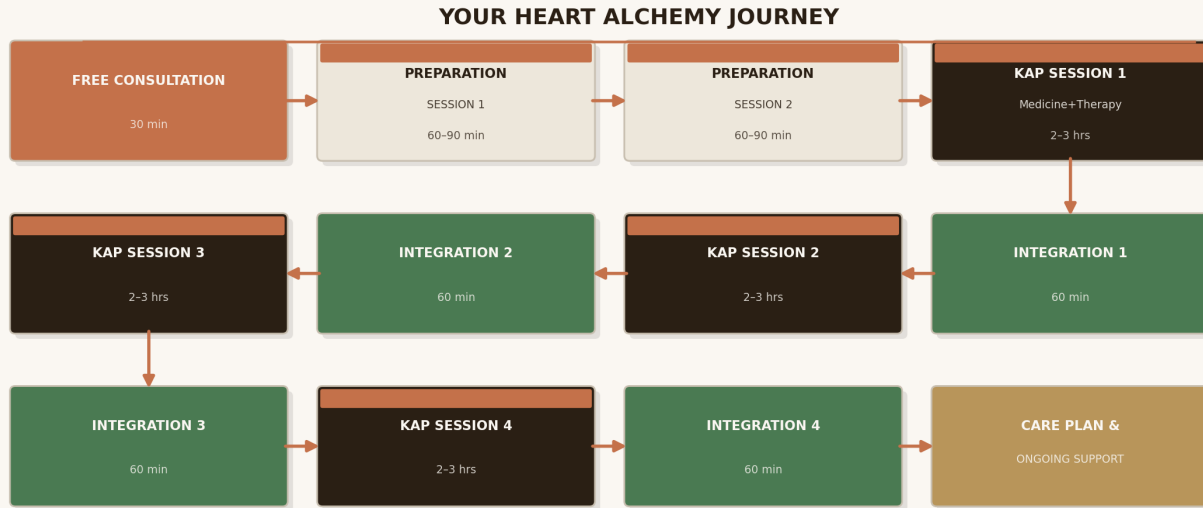 YOUR HEART ALCHEMY JOURNEY
FREE CONSULTATION
30 min
PREPARATION
SESSION 1
60–90 min
PREPARATION
SESSION 2
60–90 min
KAP SESSION 1
Medicine+Therapy
2–3 hrs
INTEGRATION 1
60 min
KAP SESSION 2
2–3 hrs
INTEGRATION 2
60 min
KAP SESSION 3
2–3 hrs
INTEGRATION 3
60 min
KAP SESSION 4
2–3 hrs
INTEGRATION 4
60 min
CARE PLAN &
ONGOING SUPPORT